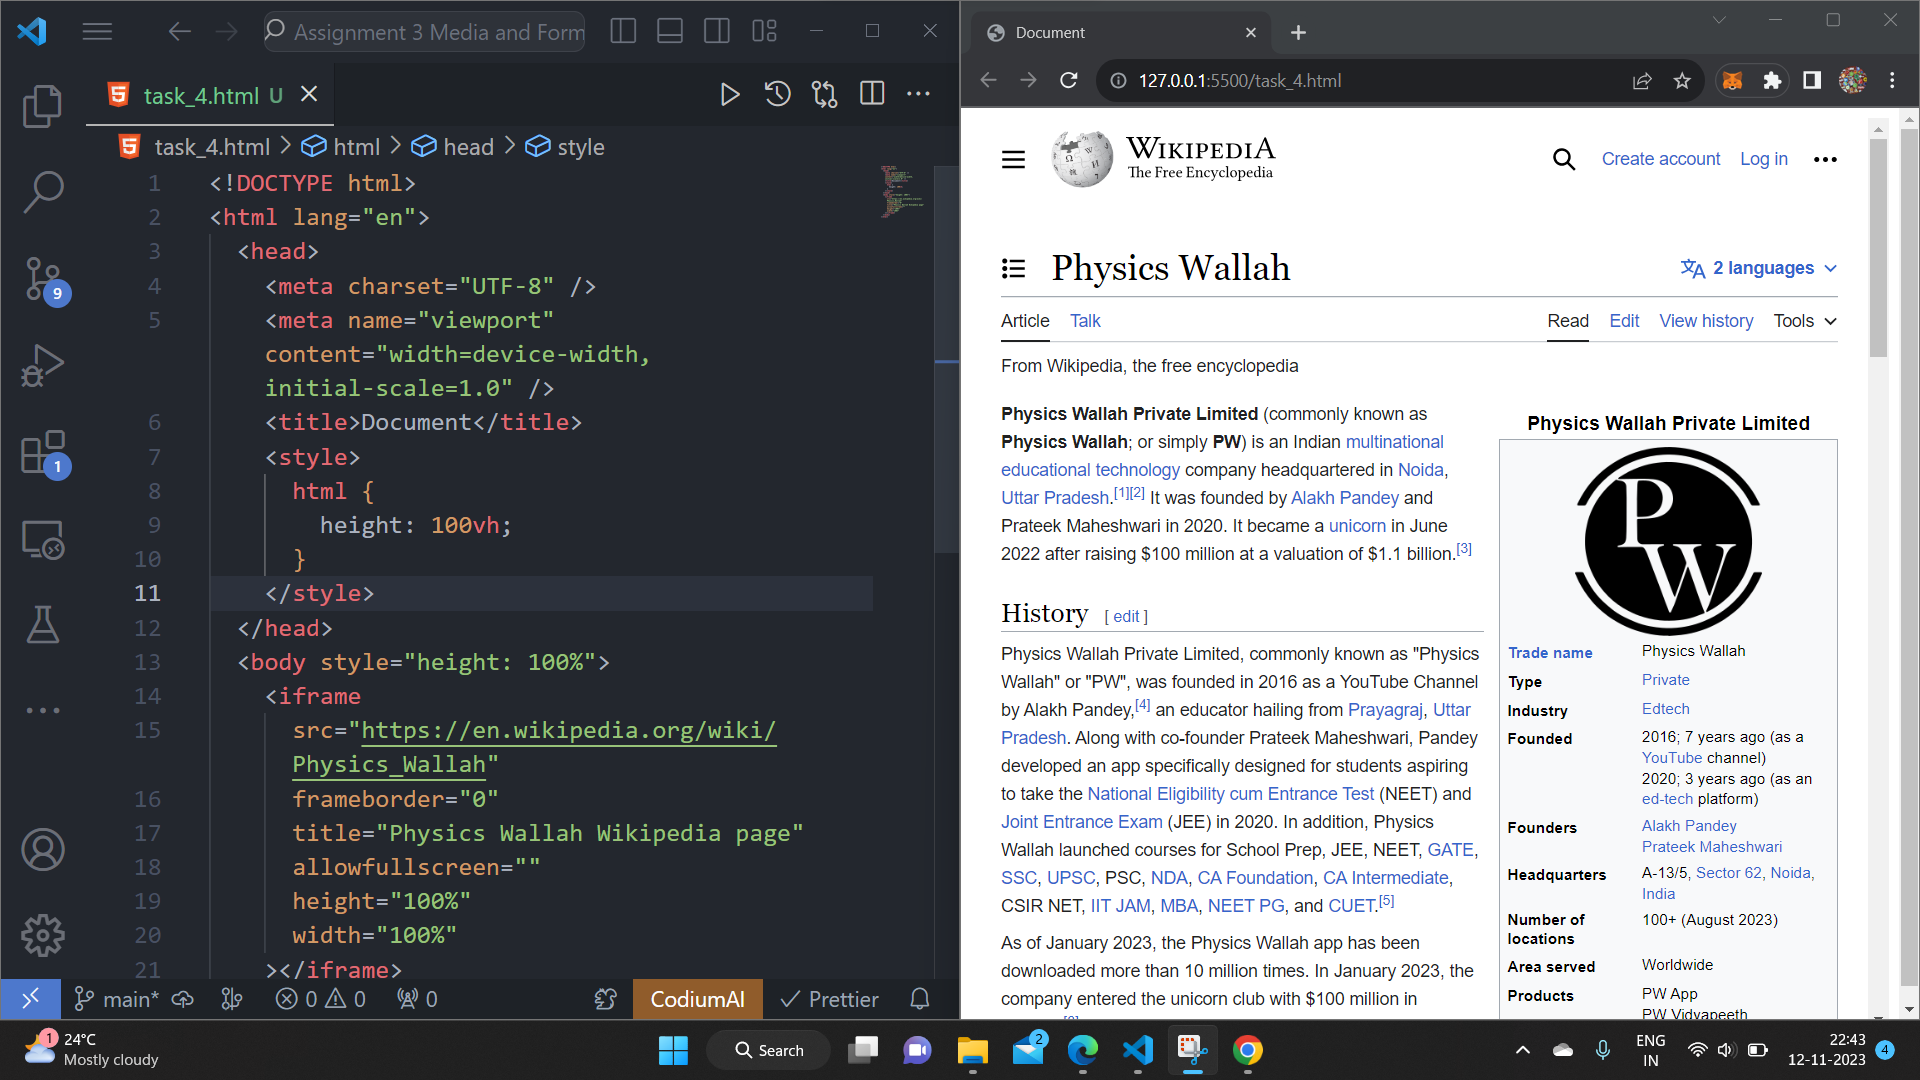 Assignment 3 Media and Form
task_4.html U
task_4.html > html > head > style
1 <!DOCTYPE html>
2 <html lang="en">
3 <head>
4 <meta charset="UTF-8" />
5 <meta name="viewport"
content="width=device-width,
initial-scale=1.0" />
6 <title>Document</title>
7 <style>
8 html {
9 height: 100vh;
10 }
11 </style>
12 </head>
13 <body style="height: 100%">
14 <iframe
15 src="https://en.wikipedia.org/wiki/
Physics_Wallah"
16 frameborder="0"
17 title="Physics Wallah Wikipedia page"
18 allowfullscreen=""
19 height="100%"
20 width="100%"
21 ></iframe>
9
1
main* 0 0 0 CodiumAI Prettier
Document
127.0.0.1:5500/task_4.html
WIKIPEDIA
The Free Encyclopedia
Create account Log in
Physics Wallah
2 languages
Article Talk
Read Edit View history Tools
From Wikipedia, the free encyclopedia
Physics Wallah Private Limited (commonly known as
Physics Wallah; or simply PW) is an Indian multinational
educational technology company headquartered in Noida,
Uttar Pradesh.[1][2] It was founded by Alakh Pandey and
Prateek Maheshwari in 2020. It became a unicorn in June
2022 after raising $100 million at a valuation of $1.1 billion.[3]
History [ edit ]
Physics Wallah Private Limited, commonly known as "Physics
Wallah" or "PW", was founded in 2016 as a YouTube Channel
by Alakh Pandey,[4] an educator hailing from Prayagraj, Uttar
Pradesh. Along with co-founder Prateek Maheshwari, Pandey
developed an app specifically designed for students aspiring
to take the National Eligibility cum Entrance Test (NEET) and
Joint Entrance Exam (JEE) in 2020. In addition, Physics
Wallah launched courses for School Prep, JEE, NEET, GATE,
SSC, UPSC, PSC, NDA, CA Foundation, CA Intermediate,
CSIR NET, IIT JAM, MBA, NEET PG, and CUET.[5]
As of January 2023, the Physics Wallah app has been
downloaded more than 10 million times. In January 2023, the
company entered the unicorn club with $100 million in
Physics Wallah Private Limited
PW
Trade name Physics Wallah
Type Private
Industry Edtech
Founded 2016; 7 years ago (as a
YouTube channel)
2020; 3 years ago (as an
ed-tech platform)
Founders Alakh Pandey
Prateek Maheshwari
Headquarters A-13/5, Sector 62, Noida,
India
Number of 100+ (August 2023)
locations
Area served Worldwide
Products PW App
PW Vidyapeeth
1
24°C
Mostly cloudy
Search
2
ENG
IN
22:43
12-11-2023
4